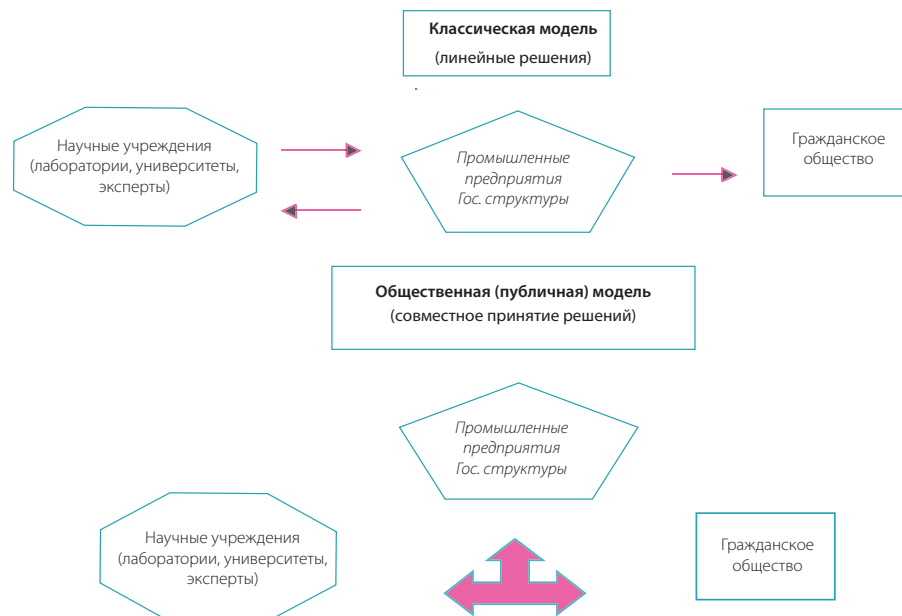 Классическая модель
(линейные решения)
Научные учреждения
(лаборатории, университеты,
эксперты)
Промышленные
предприятия
Гос. структуры
Гражданское
общество
Общественная (публичная) модель
(совместное принятие решений)
Промышленные
предприятия
Гос. структуры
Научные учреждения
(лаборатории, университеты,
эксперты)
Гражданское
общество